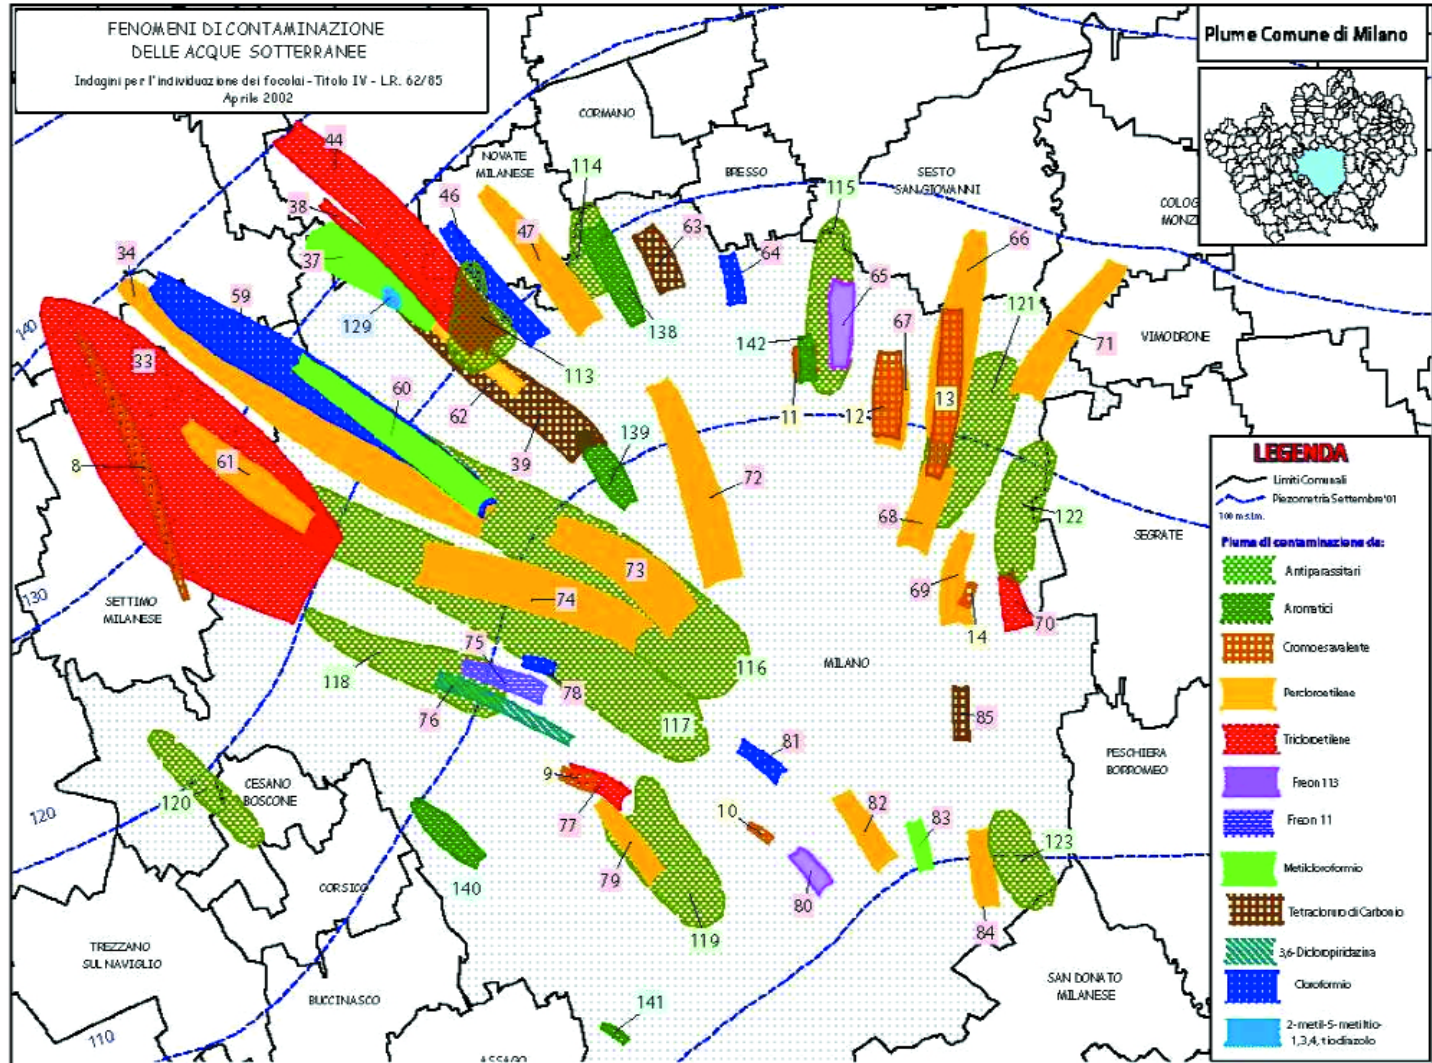 FENOMENI DI CONTAMINAZIONE
DELLE ACQUE SOTTERRANEE
Indagini per l'individuazione dei focolai - Titolo IV - L.R. 62/85
Aprile 2002
Plume Comune di Milano
CORMANO
NOVATE
MILANESE
BRESSO
SESTO
SAN GIOVANNI
COLOG
MONZ
VIMODRONE
SEGRATE
SETTIMO
MILANESE
MILANO
PESCHIERA
BORROMEO
CESANO
BOSCONE
CORSICO
TREZZANO
SUL NAVIGLIO
BUCCINASCO
ASSAGO
SAN DONATO
MILANESE
44
38
46
114
115
47
63
64
66
37
34
59
129
65
67
121
71
138
142
33
113
60
62
11
12
13
8
61
39
139
72
68
122
73
74
69
14
70
75
116
118
76
78
117
85
81
9
120
77
10
82
83
123
79
80
140
119
84
141
140
130
120
110
LEGENDA
Limiti Comunali
Piezometria Settembre'01
100 m s.l.m.
Piuma di contaminazione da:
Antiparassitari
Aromatici
Cromoesavalente
Percloroetilene
Tricloroetilene
Freon 113
Freon 11
Metilcloroformio
Tetracloruro di Carbonio
3,6-Dicloropiridazina
Cloroformio
2-metil-5-metiltio-
1,3,4, tiodiazolo